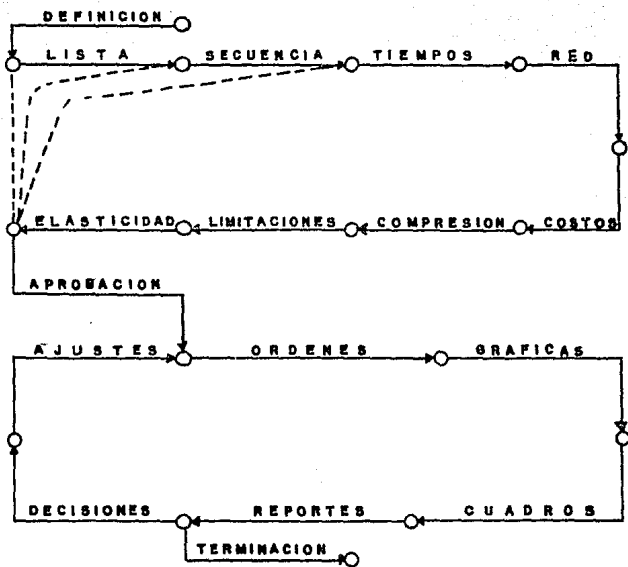 DEFINICION
LISTA SECUENCIA TIEMPOS RED
ELASTICIDAD LIMITACIONES COMPRESION COSTOS
APROBACION
AJUSTES ORDENES GRAFICAS
DECISIONES REPORTES CUADROS
TERMINACION